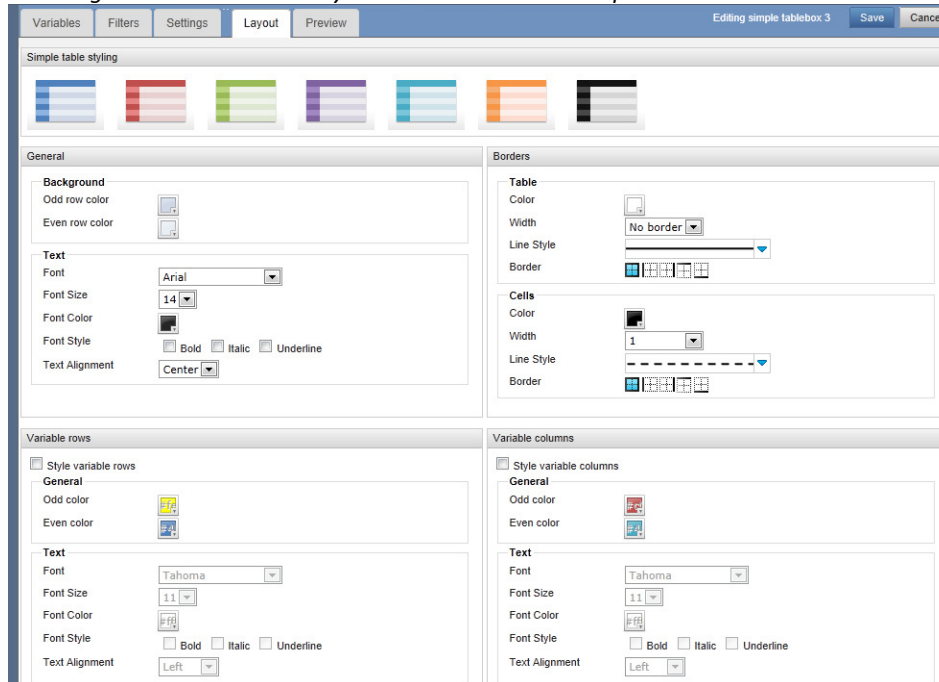 Variables Filters Settings Layout Preview Editing simple tablebox 3 Save Cance
Simple table styling
General
Background
Odd row color
Even row color
Text
Font Arial
Font Size 14
Font Color
Font Style Bold Italic Underline
Text Alignment Center
Borders
Table
Color
Width No border
Line Style
Border
Cells
Color
Width 1
Line Style
Border
Variable rows
Style variable rows
General
Odd color
Even color
Text
Font Tahoma
Font Size 11
Font Color #ffl
Font Style Bold Italic Underline
Text Alignment Left
Variable columns
Style variable columns
General
Odd color
Even color
Text
Font Tahoma
Font Size 11
Font Color #ffl
Font Style Bold Italic Underline
Text Alignment Left